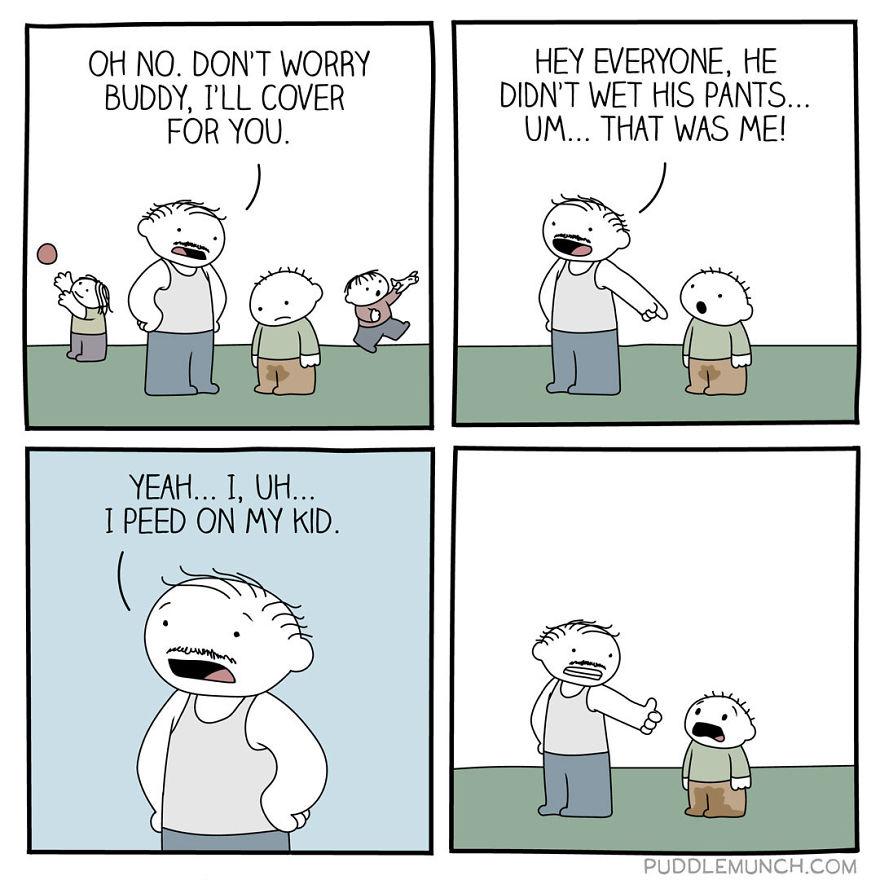 OH NO. DON'T WORRY
BUDDY, I'LL COVER
FOR YOU.
HEY EVERYONE, HE
DIDN'T WET HIS PANTS...
UM... THAT WAS ME!
YEAH... I, UH...
I PEED ON MY KID.
PUDDLEMUNCH.COM